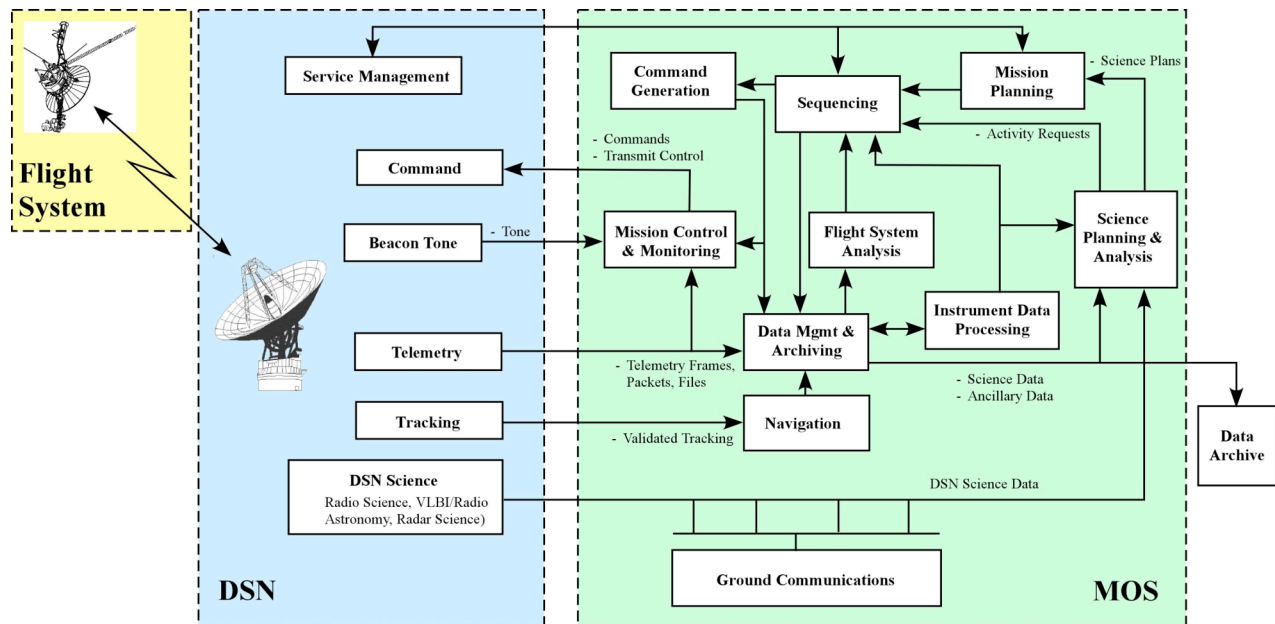 Flight
System
Service Management
Command
Beacon Tone
Telemetry
Tracking
DSN Science
Radio Science, VLBI/Radio
Astronomy, Radar Science)
DSN
- Commands
- Transmit Control
- Tone
Command
Generation
Sequencing
Mission
Planning
- Science Plans
- Activity Requests
Mission Control
& Monitoring
Flight System
Analysis
Science
Planning &
Analysis
Data Mgmt &
Archiving
Instrument Data
Processing
- Telemetry Frames,
Packets, Files
- Science Data
- Ancillary Data
Navigation
- Validated Tracking
DSN Science Data
Ground Communications
MOS
Data
Archive